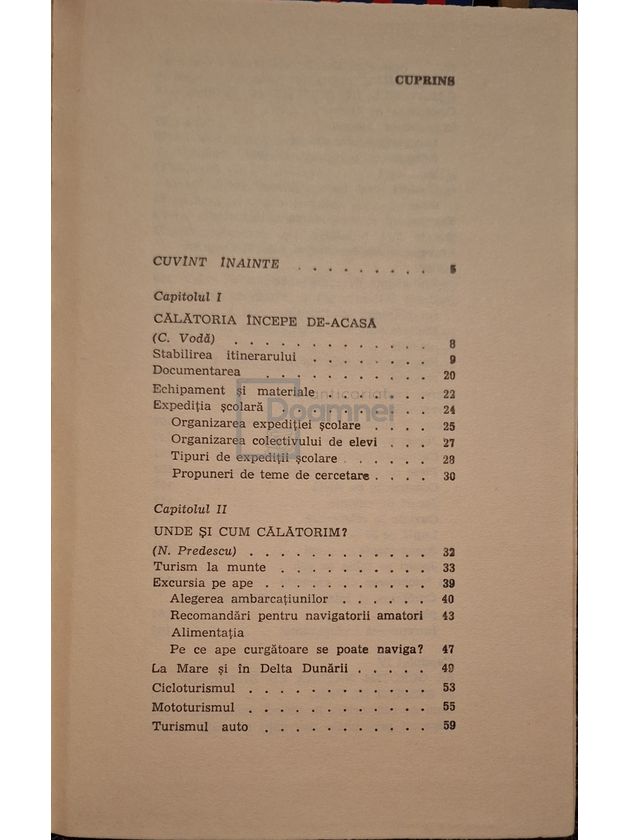 CUPRINS
CUVÎNT ÎNAINTE . . . . . . . . . 5
Capitolul I
CĂLĂTORIA ÎNCEPE DE-ACASĂ
(C. Vodă) . . . . . . . . . . . . 8
Stabilirea itinerarului . . . . . . . 9
Documentarea . . . . . . . . . . 20
Echipament și materiale . . . . . . . 22
anticariat
Expediția școlară . . . . . . . . . 24
Doamnei
Organizarea expediției școlare . . . . 25
Organizarea colectivului de elevi . . . 27
Tipuri de expediții școlare . . . . . 28
Propuneri de teme de cercetare . . . . 30
Capitolul II
UNDE ȘI CUM CĂLĂTORIM?
(N. Predescu) . . . . . . . . . . . 32
Turism la munte . . . . . . . . . 33
Excursia pe ape . . . . . . . . . . 39
Alegerea ambarcațiunilor . . . . . . 40
Recomandări pentru navigatorii amatori 43
Alimentația
Pe ce ape curgătoare se poate naviga? 47
La Mare și în Delta Dunării . . . . . 49
Cicloturismul . . . . . . . . . . . 53
Mototurismul . . . . . . . . . . . 55
Turismul auto . . . . . . . . . . 59